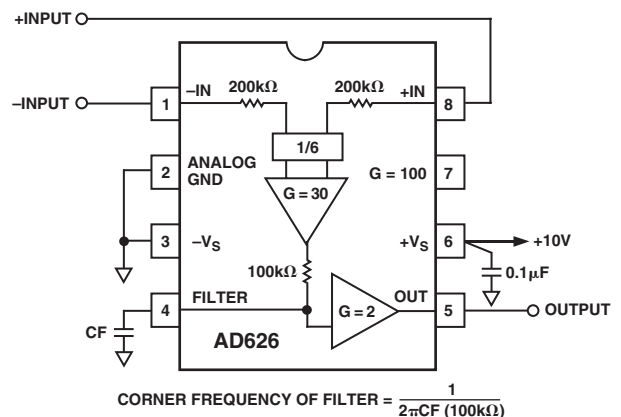 +INPUT
–INPUT
–IN
200kΩ
200kΩ
+IN
1
8
1/6
2
ANALOG
GND
G = 30
G = 100
7
3
–VS
+VS
6
+10V
100kΩ
0.1μF
4
FILTER
OUT
5
OUTPUT
CF
G = 2
AD626
CORNER FREQUENCY OF FILTER = 1
2πCF (100kΩ)